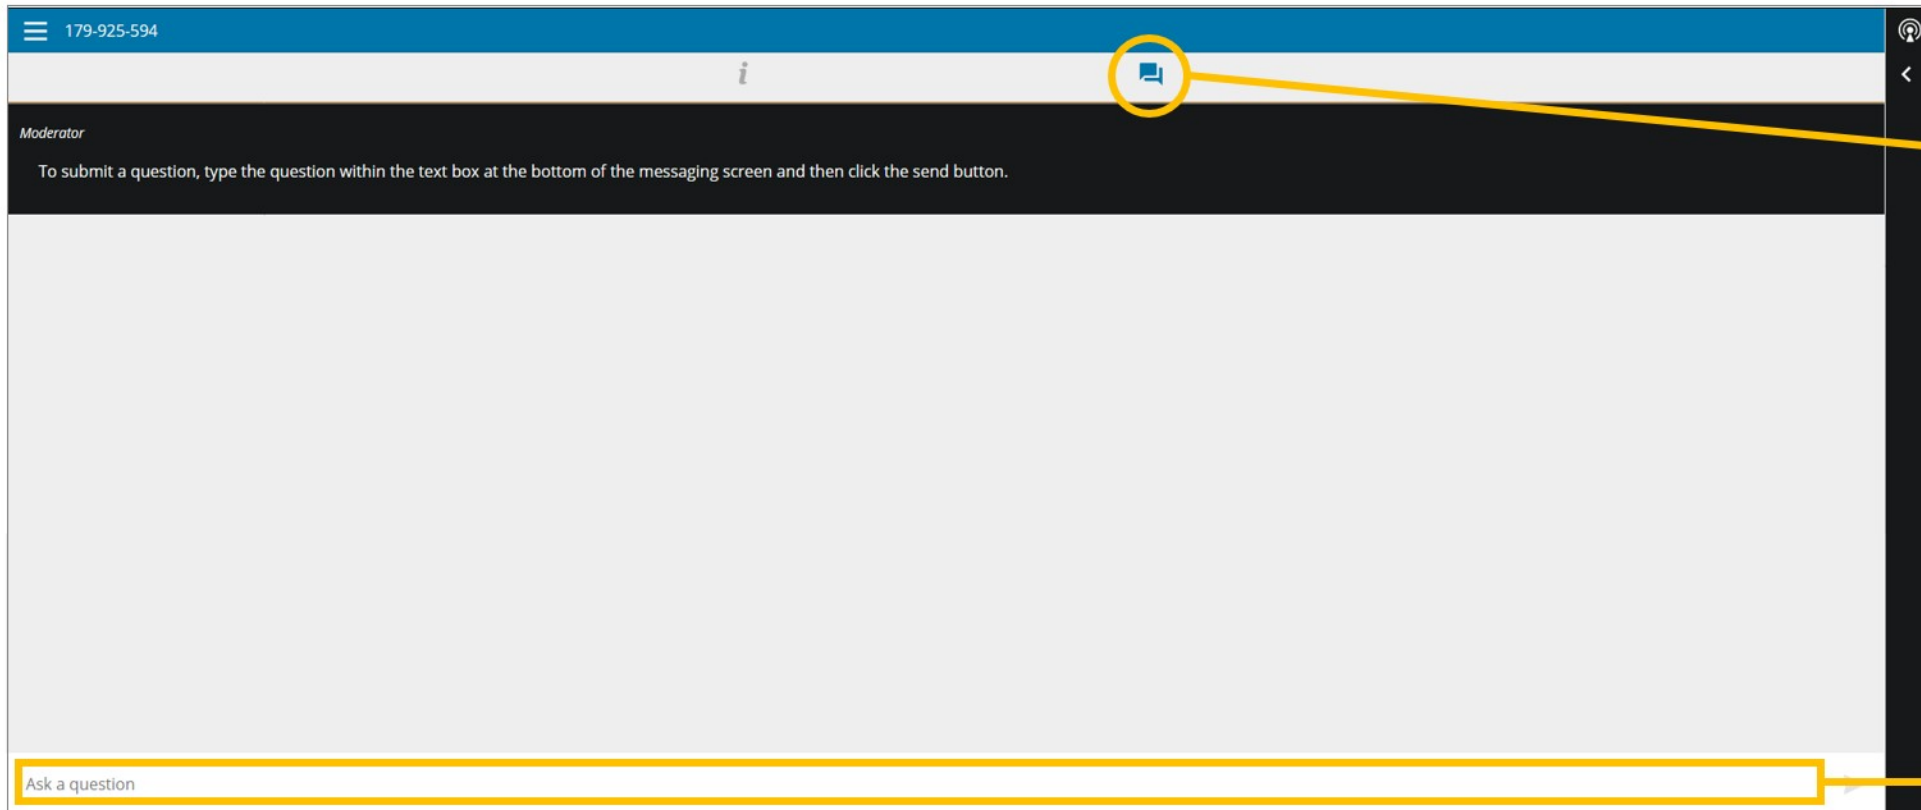 179-925-594
i
Moderator
To submit a question, type the question within the text box at the bottom of the messaging screen and then click the send button.
Ask a question